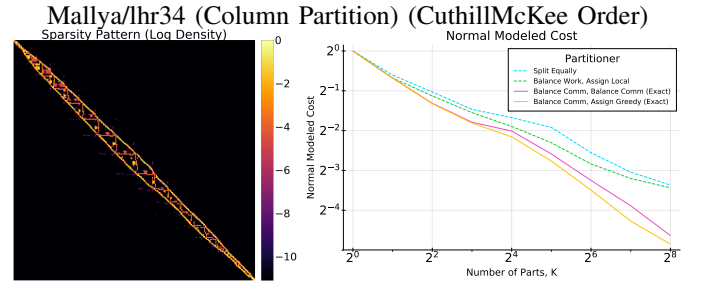 Mallya/lhr34 (Column Partition) (CuthillMcKee Order)
Sparsity Pattern (Log Density)
0
−2
−4
−6
−8
−10
Normal Modeled Cost
Normal Modeled Cost
2^0
2^−1
2^−2
2^−3
2^−4
Partitioner
Split Equally
Balance Work, Assign Local
Balance Comm, Balance Comm (Exact)
Balance Comm, Assign Greedy (Exact)
2^0
2^2
2^4
2^6
2^8
Number of Parts, K